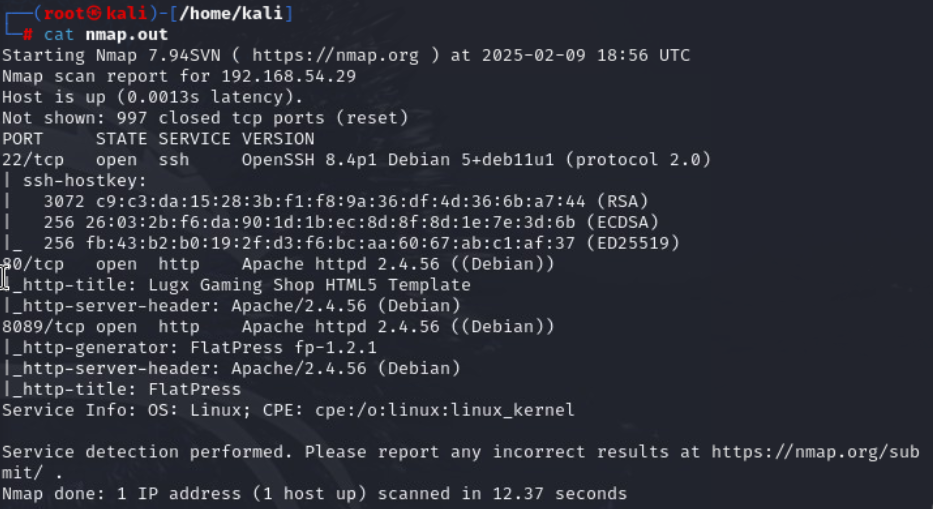 ┌──(root㉿kali)-[/home/kali]
└─# cat nmap.out
Starting Nmap 7.94SVN ( https://nmap.org ) at 2025-02-09 18:56 UTC
Nmap scan report for 192.168.54.29
Host is up (0.0013s latency).
Not shown: 997 closed tcp ports (reset)
PORT     STATE SERVICE VERSION
22/tcp   open  ssh     OpenSSH 8.4p1 Debian 5+deb11u1 (protocol 2.0)
| ssh-hostkey:
|   3072 c9:c3:da:15:28:3b:f1:f8:9a:36:df:4d:36:6b:a7:44 (RSA)
|   256 26:03:2b:f6:da:90:1d:1b:ec:8d:8f:8d:1e:7e:3d:6b (ECDSA)
|_  256 fb:43:b2:b0:19:2f:d3:f6:bc:aa:60:67:ab:c1:af:37 (ED25519)
80/tcp   open  http    Apache httpd 2.4.56 ((Debian))
|_http-title: Lugx Gaming Shop HTML5 Template
|_http-server-header: Apache/2.4.56 (Debian)
8089/tcp open  http    Apache httpd 2.4.56 ((Debian))
|_http-generator: FlatPress fp-1.2.1
|_http-server-header: Apache/2.4.56 (Debian)
|_http-title: FlatPress
Service Info: OS: Linux; CPE: cpe:/o:linux:linux_kernel

Service detection performed. Please report any incorrect results at https://nmap.org/sub
mit/ .
Nmap done: 1 IP address (1 host up) scanned in 12.37 seconds